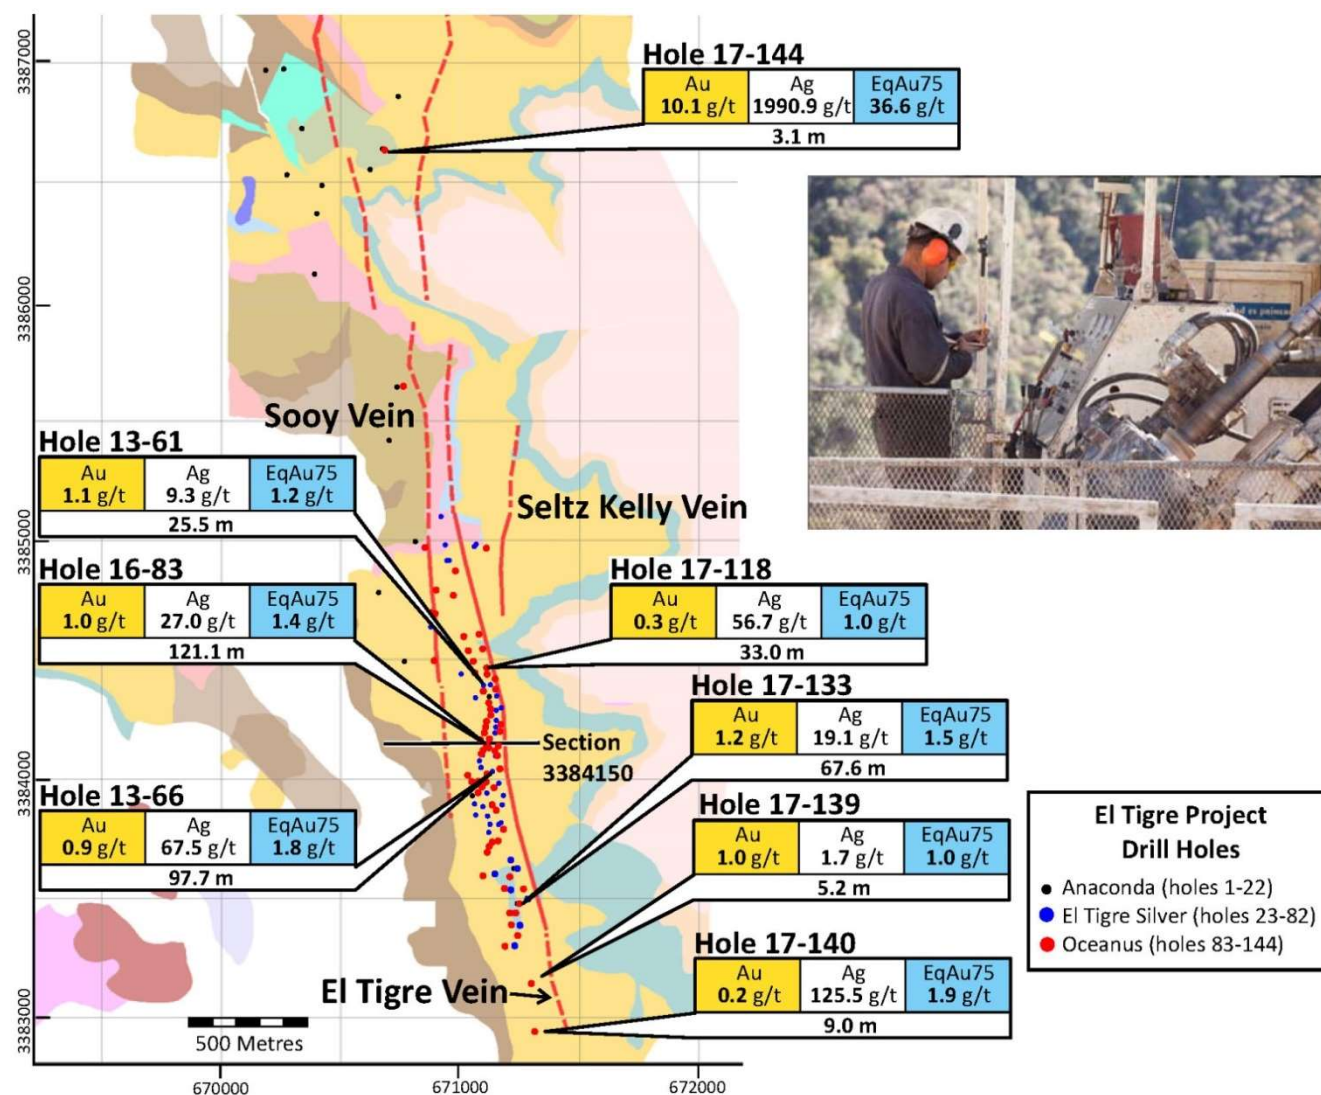 Hole 17-144
Au Ag EqAu75
10.1 g/t 1990.9 g/t 36.6 g/t
3.1 m
3387000
3386000
3385000
3384000
3383000
Sooy Vein
Hole 13-61
Au Ag EqAu75
1.1 g/t 9.3 g/t 1.2 g/t
25.5 m
Seltz Kelly Vein
Hole 16-83
Au Ag EqAu75
1.0 g/t 27.0 g/t 1.4 g/t
121.1 m
Hole 17-118
Au Ag EqAu75
0.3 g/t 56.7 g/t 1.0 g/t
33.0 m
Hole 17-133
Au Ag EqAu75
1.2 g/t 19.1 g/t 1.5 g/t
67.6 m
Section
3384150
Hole 13-66
Au Ag EqAu75
0.9 g/t 67.5 g/t 1.8 g/t
97.7 m
Hole 17-139
Au Ag EqAu75
1.0 g/t 1.7 g/t 1.0 g/t
5.2 m
El Tigre Project
Drill Holes
Anaconda (holes 1-22)
El Tigre Silver (holes 23-82)
Oceanus (holes 83-144)
Hole 17-140
Au Ag EqAu75
0.2 g/t 125.5 g/t 1.9 g/t
9.0 m
El Tigre Vein
500 Metres
670000 671000 672000